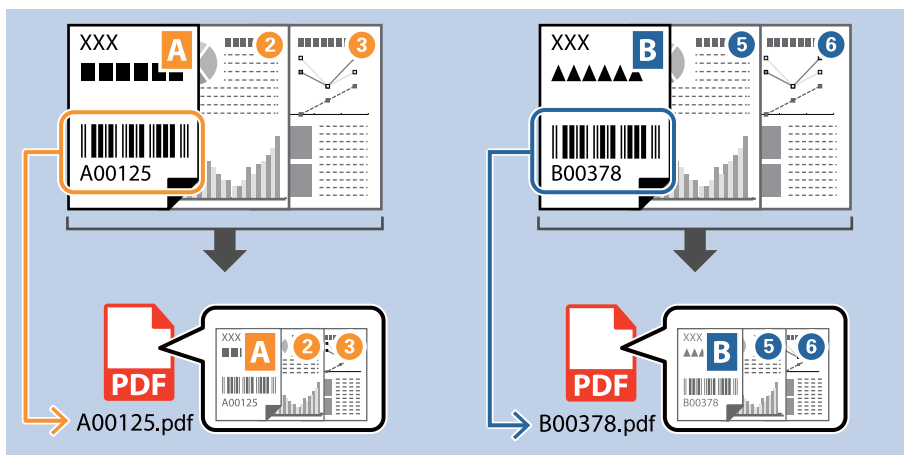 XXX
A
2
3
A00125
XXX
B
5
6
B00378
PDF
XXX
A
2
3
A00125
A00125.pdf
PDF
XXX
B
5
6
B00378
B00378.pdf